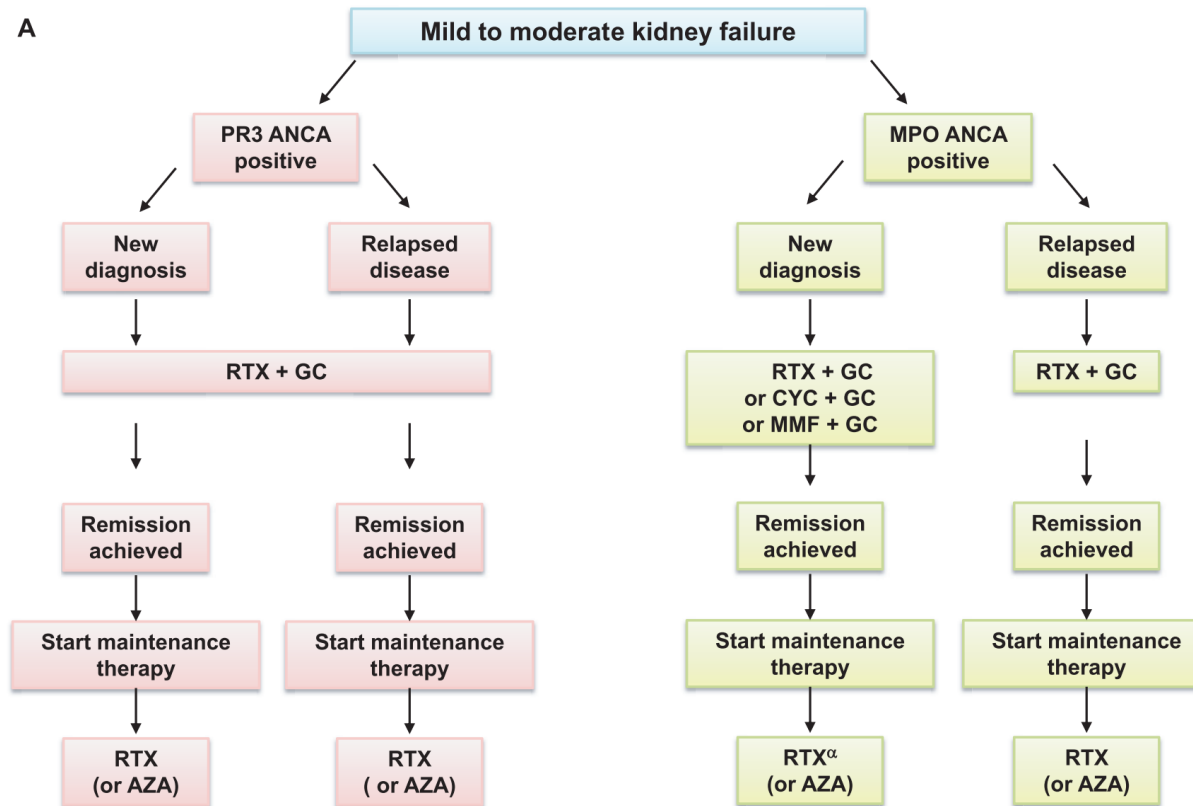 A
Mild to moderate kidney failure
PR3 ANCA
positive
MPO ANCA
positive
New
diagnosis
Relapsed
disease
New
diagnosis
Relapsed
disease
RTX + GC
RTX + GC
or CYC + GC
or MMF + GC
RTX + GC
Remission
achieved
Remission
achieved
Remission
achieved
Remission
achieved
Start maintenance
therapy
Start maintenance
therapy
Start maintenance
therapy
Start maintenance
therapy
RTX
(or AZA)
RTX
( or AZA)
RTXα
(or AZA)
RTX
(or AZA)